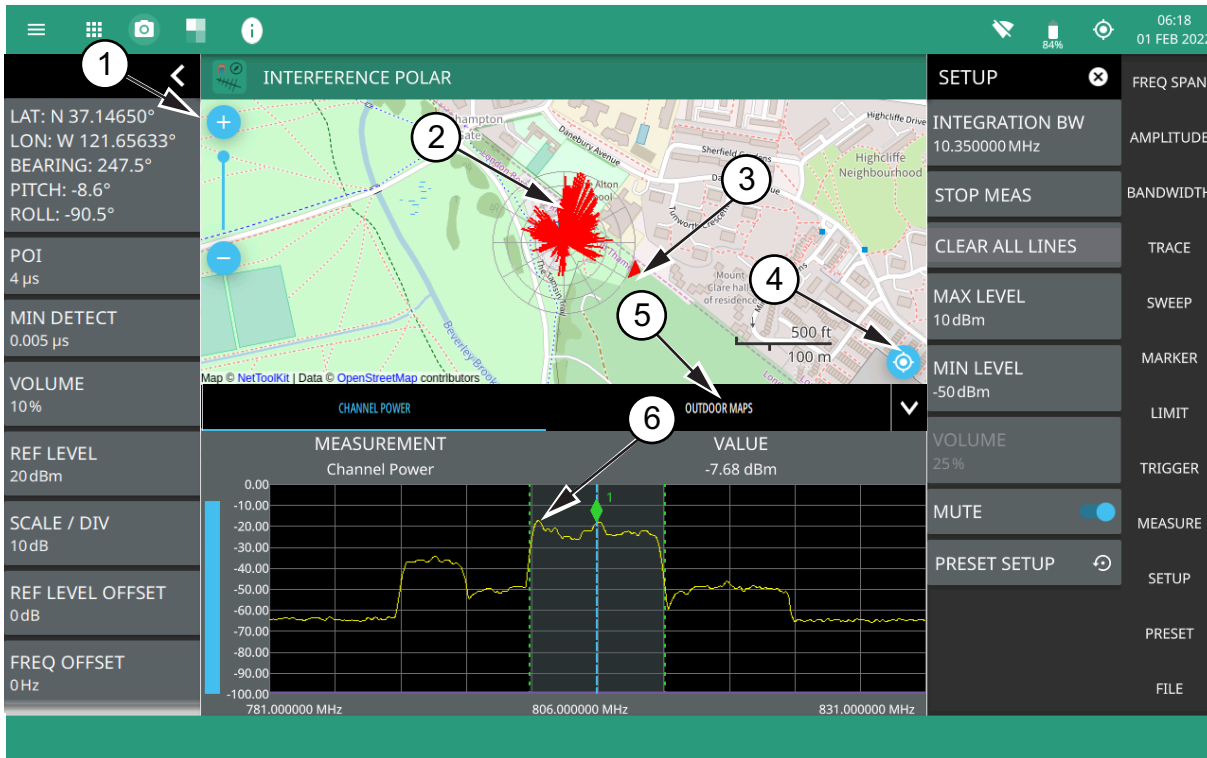 06:18
84%
01 FEB 2022
1
INTERFERENCE POLAR
SETUP
FREQ SPAN
LAT: N 37.14650°
LON: W 121.65633°
BEARING: 247.5°
PITCH: -8.6°
ROLL: -90.5°
POI
4 µs
MIN DETECT
0.005 µs
VOLUME
10%
REF LEVEL
20 dBm
SCALE / DIV
10 dB
REF LEVEL OFFSET
0 dB
FREQ OFFSET
0 Hz
+
−
2
3
4
5
6
Danebury Avenue
Highcliffe Drive
Highcliffe
Neighbourhood
Alton
Mount
Clare hall
of residence
Beverley Brook
500 ft
100 m
Map © NetToolKit | Data © OpenStreetMap contributors
CHANNEL POWER
OUTDOOR MAPS
MEASUREMENT
VALUE
Channel Power
-7.68 dBm
0.00
-10.00
-20.00
-30.00
-40.00
-50.00
-60.00
-70.00
-80.00
-90.00
-100.00
1
781.000000 MHz
806.000000 MHz
831.000000 MHz
INTEGRATION BW
10.350000 MHz
STOP MEAS
CLEAR ALL LINES
MAX LEVEL
10 dBm
MIN LEVEL
-50 dBm
VOLUME
25%
MUTE
PRESET SETUP
AMPLITUDE
BANDWIDTH
TRACE
SWEEP
MARKER
LIMIT
TRIGGER
MEASURE
SETUP
PRESET
FILE